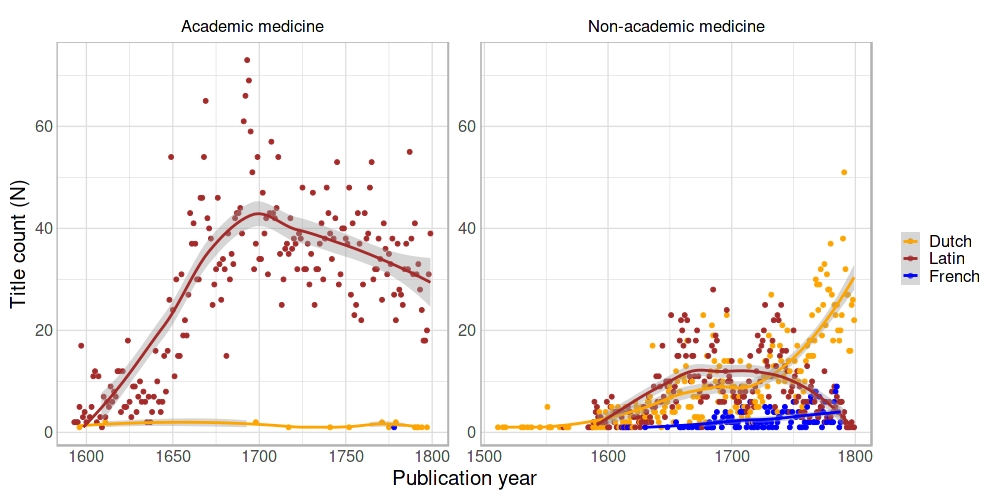 Academic medicine
Non-academic medicine
Title count (N)
60
40
20
0
60
40
20
0
1600
1650
1700
1750
1800
1500
1600
1700
1800
Publication year
Dutch
Latin
French